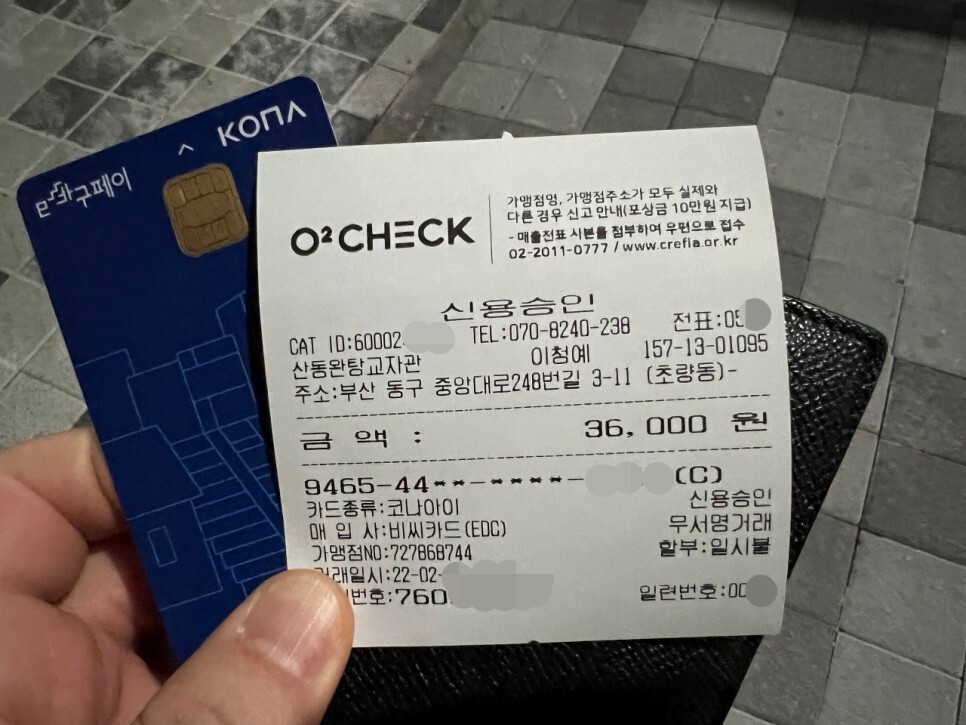 KONA
구페이
O²CHECK
가맹점명, 가맹점주소가 모두 실제와
다른 경우 신고 안내(포상금 10만원 지급)
- 매출전표 사본을 첨부하여 우편으로 접수
02-2011-0777 / www.crefia.or.kr
신용승인
CAT ID:60002 TEL:070-8240-238 전표:05
산동완탕교자관 이청예 157-13-01095
주소:부산 동구 중앙대로248번길 3-11 (초량동)-
금 액 : 36,000 원
9465-44**-****- (C)
카드종류:코나아이 신용승인
매 입 사:비씨카드(EDC) 무서명거래
가맹점NO:727868744 할부:일시불
거래일시:22-02-
번호:760 일련번호:00